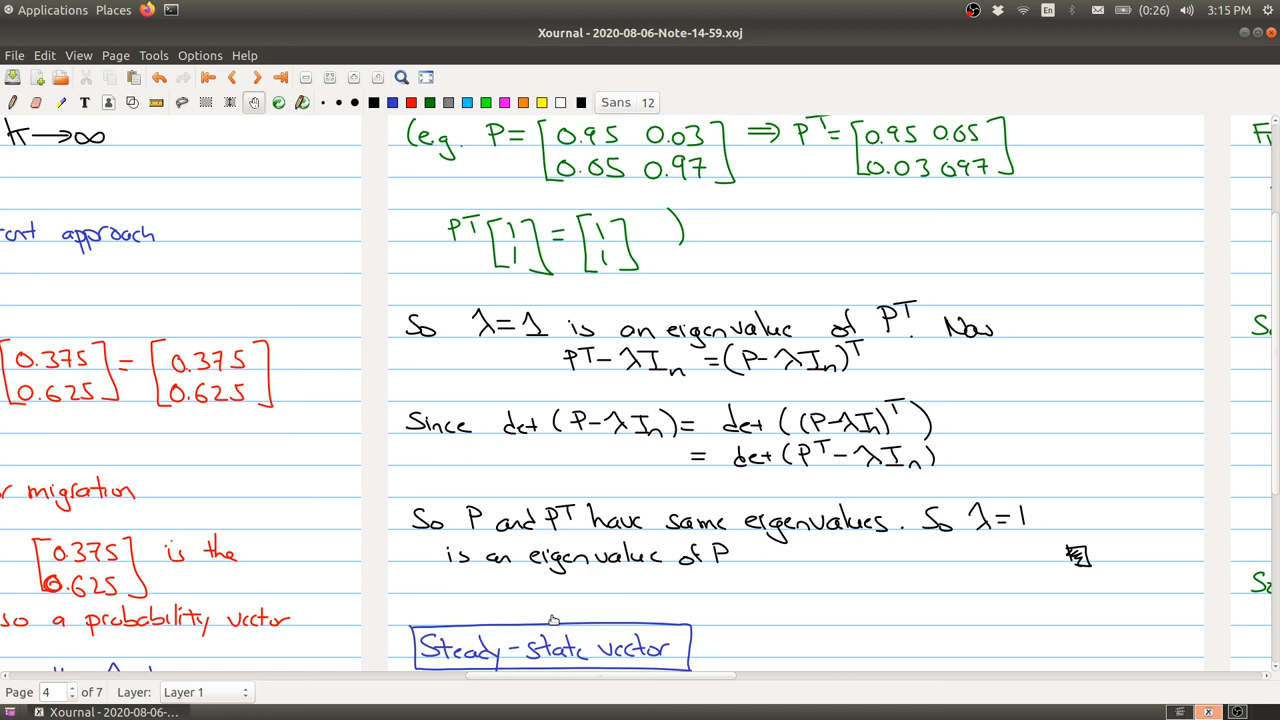 Applications Places En (0:26) 3:15 PM
Xournal - 2020-08-06-Note-14-59.xoj
File Edit View Page Tools Options Help
Sans 12
k→∞
rent approach
[0.375 0.625] = [0.375 0.625]
r migration
[0.375 0.625] is the
so a probability vector
(e.g. P = [0.95 0.03 ⟹ P^T = [0.95 0.05
0.05 0.97] 0.03 097]
P^T [1 1] = [1 1] )
So λ=1 is an eigenvalue of P^T. Now
P^T - λI_n = (P-λI_n)^T
Since det (P-λI_n) = det ((P-λI_n)^T)
= det (P^T - λI_n)
So P and P^T have same eigenvalues. So λ=1
is an eigenvalue of P
Steady-state vector
Page 4 of 7 Layer: Layer 1
Xournal - 2020-08-06-...